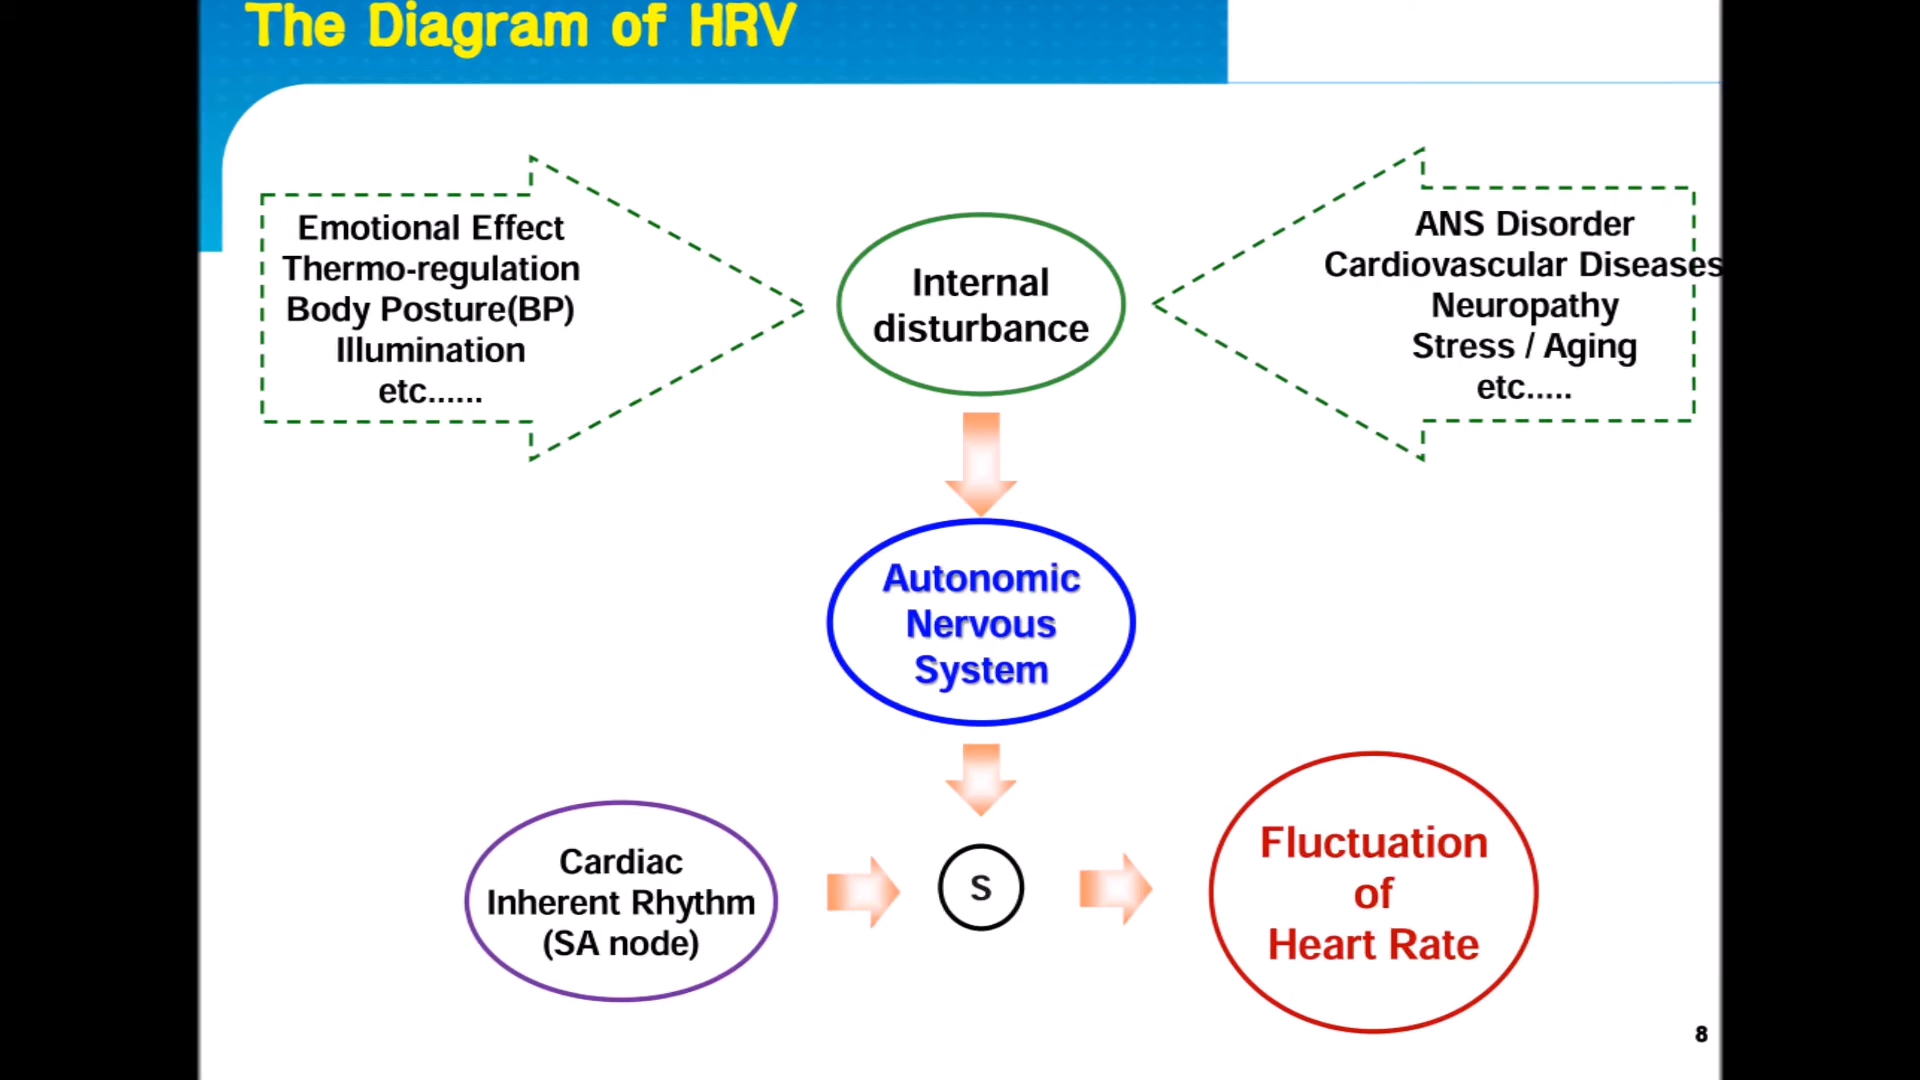 The Diagram of HRV
Emotional Effect
Thermo-regulation
Body Posture(BP)
Illumination
etc......
Internal
disturbance
ANS Disorder
Cardiovascular Diseases
Neuropathy
Stress / Aging
etc.....
Autonomic
Nervous
System
Cardiac
Inherent Rhythm
(SA node)
S
Fluctuation
of
Heart Rate
8